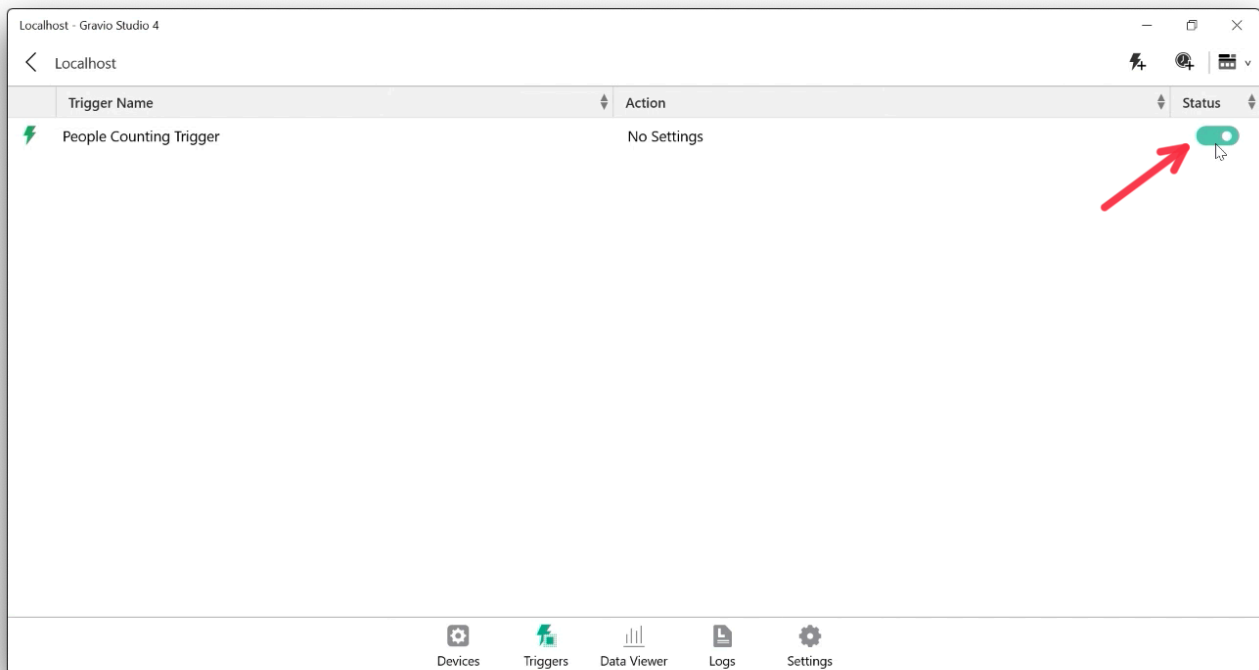 Localhost - Gravio Studio 4
Localhost
Trigger Name Action Status
People Counting Trigger No Settings
Devices Triggers Data Viewer Logs Settings